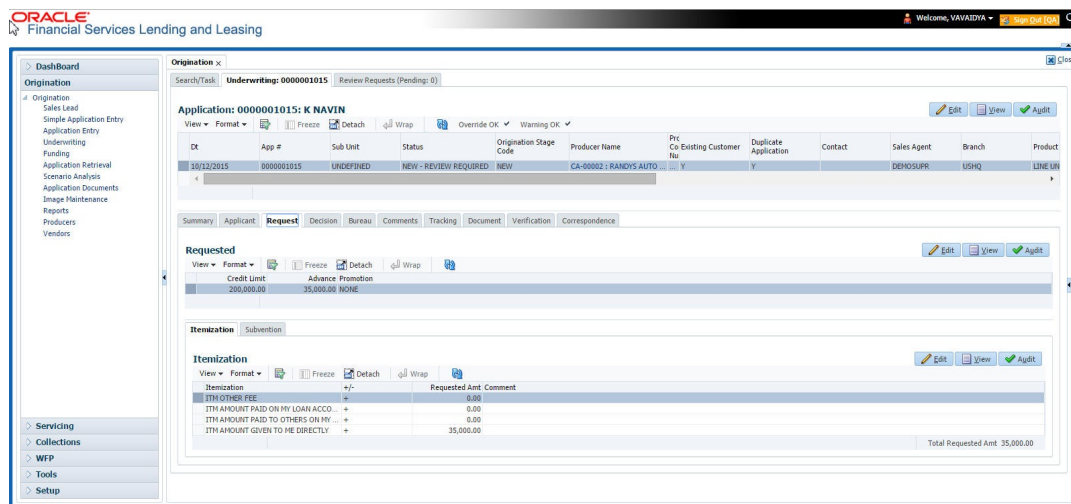 ORACLE
Financial Services Lending and Leasing
Welcome, VAVAIDYA
Sign Out [QA]
DashBoard
Origination
Origination
Sales Lead
Simple Application Entry
Application Entry
Underwriting
Funding
Application Retrieval
Scenario Analysis
Application Documents
Image Maintenance
Reports
Producers
Vendors
Servicing
Collections
WFP
Tools
Setup
Origination x
Clos
Search/Task Underwriting: 0000001015 Review Requests (Pending: 0)
Application: 0000001015: K NAVIN
Edit View Audit
View Format Freeze Detach Wrap Override OK Warning OK
Dt App # Sub Unit Status Origination Stage Code Producer Name Prc Co Nu Existing Customer Duplicate Application Contact Sales Agent Branch Product
10/12/2015 0000001015 UNDEFINED NEW - REVIEW REQUIRED NEW CA-00002 : RANDYS AUTO ... ... Y Y DEMOSUPR USHQ LINE UN
Summary Applicant Request Decision Bureau Comments Tracking Document Verification Correspondence
Requested
Edit View Audit
View Format Freeze Detach Wrap
Credit Limit Advance Promotion
200,000.00 35,000.00 NONE
Itemization Subvention
Itemization
Edit View Audit
View Format Freeze Detach Wrap
Itemization +/- Requested Amt Comment
ITM OTHER FEE + 0.00
ITM AMOUNT PAID ON MY LOAN ACCO... + 0.00
ITM AMOUNT PAID TO OTHERS ON MY ... + 0.00
ITM AMOUNT GIVEN TO ME DIRECTLY + 35,000.00
Total Requested Amt 35,000.00